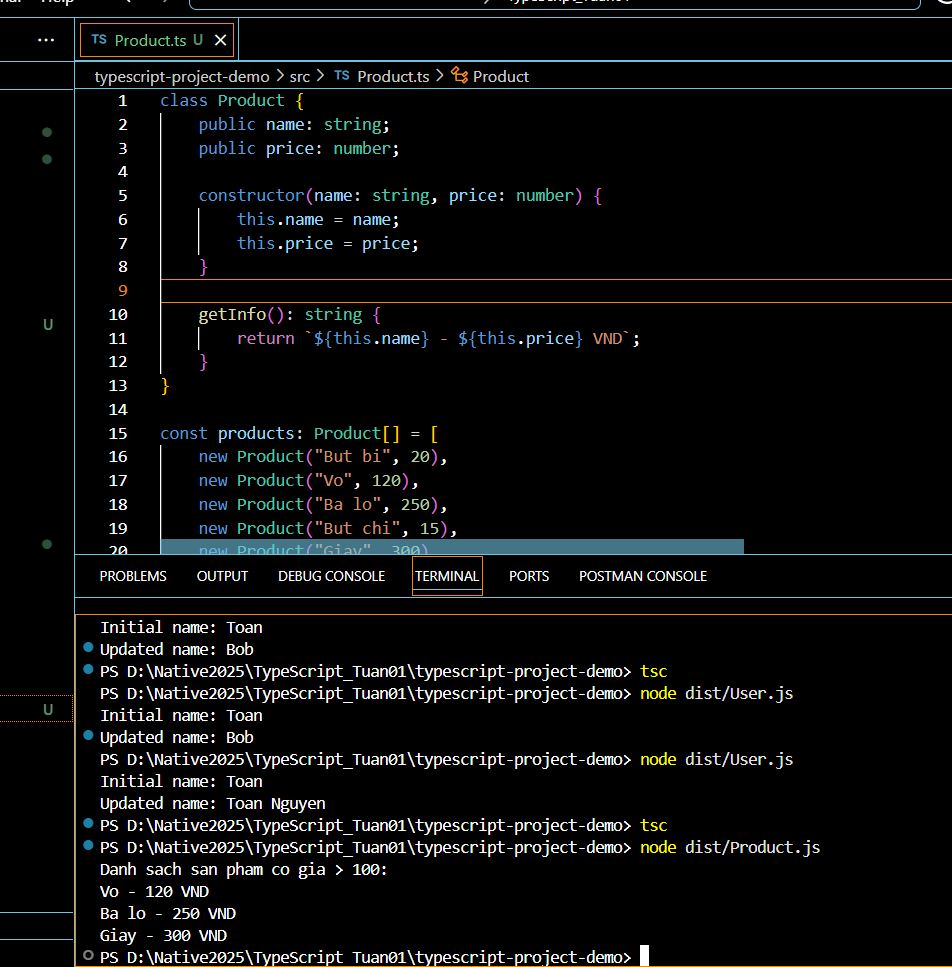 Help
TS Product.ts U
typescript-project-demo > src > TS Product.ts > Product
1 class Product {
2 public name: string;
3 public price: number;
4
5 constructor(name: string, price: number) {
6 this.name = name;
7 this.price = price;
8 }
9
10 getInfo(): string {
11 return `${this.name} - ${this.price} VND`;
12 }
13 }
14
15 const products: Product[] = [
16 new Product("But bi", 20),
17 new Product("Vo", 120),
18 new Product("Ba lo", 250),
19 new Product("But chi", 15),
20 new Product("Giay", 300)
U
U
PROBLEMS OUTPUT DEBUG CONSOLE TERMINAL PORTS POSTMAN CONSOLE
Initial name: Toan
Updated name: Bob
PS D:\Native2025\TypeScript_Tuan01\typescript-project-demo> tsc
PS D:\Native2025\TypeScript_Tuan01\typescript-project-demo> node dist/User.js
Initial name: Toan
Updated name: Bob
PS D:\Native2025\TypeScript_Tuan01\typescript-project-demo> node dist/User.js
Initial name: Toan
Updated name: Toan Nguyen
PS D:\Native2025\TypeScript_Tuan01\typescript-project-demo> tsc
PS D:\Native2025\TypeScript_Tuan01\typescript-project-demo> node dist/Product.js
Danh sach san pham co gia > 100:
Vo - 120 VND
Ba lo - 250 VND
Giay - 300 VND
PS D:\Native2025\TypeScript_Tuan01\typescript-project-demo>